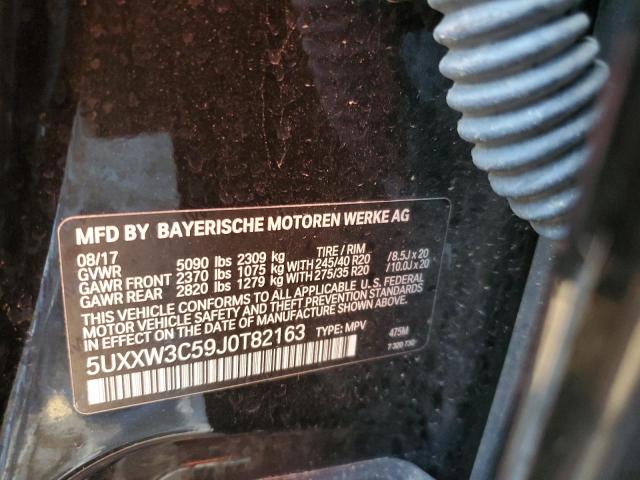 MFD BY BAYERISCHE MOTOREN WERKE AG
08/17 TIRE / RIM
GVWR 5090 lbs 2309 kg
GAWR FRONT 2370 lbs 1075 kg WITH 245/40 R20 /8.5J x 20
GAWR REAR 2820 lbs 1279 kg WITH 275/35 R20 /10.0J x 20
THIS VEHICLE CONFORMS TO ALL APPLICABLE U.S. FEDERAL
MOTOR VEHICLE SAFETY AND THEFT PREVENTION STANDARDS
IN EFFECT ON THE DATE OF MANUFACTURE SHOWN ABOVE.
5UXXW3C59J0T82163 TYPE: MPV 475M
T 320 730